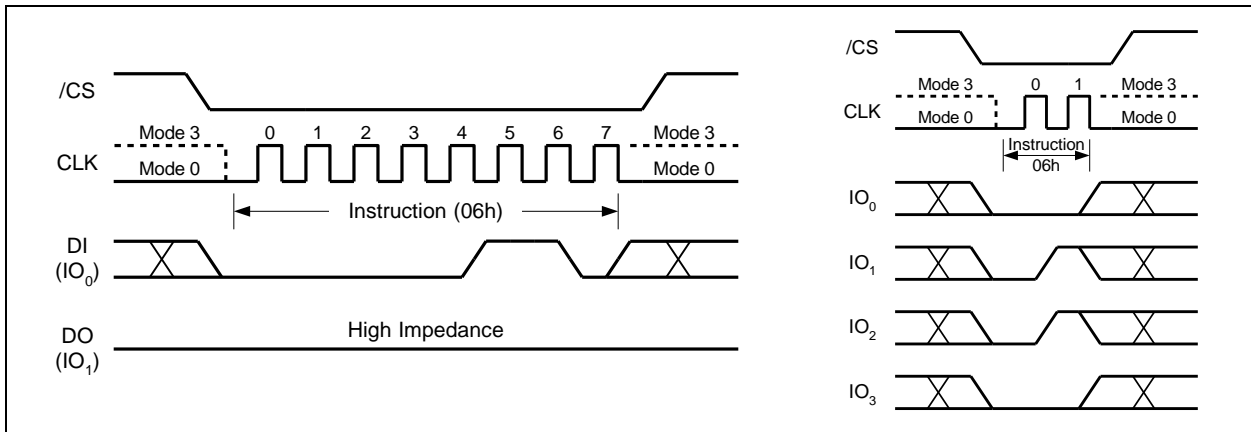 /CS
Mode 3
0 1 2 3 4 5 6 7
Mode 3
CLK
Mode 0
Mode 0
Instruction (06h)
DI
(IO0)
High Impedance
DO
(IO1)
/CS
Mode 3
0 1
Mode 3
CLK
Mode 0
Mode 0
Instruction
06h
IO0
IO1
IO2
IO3